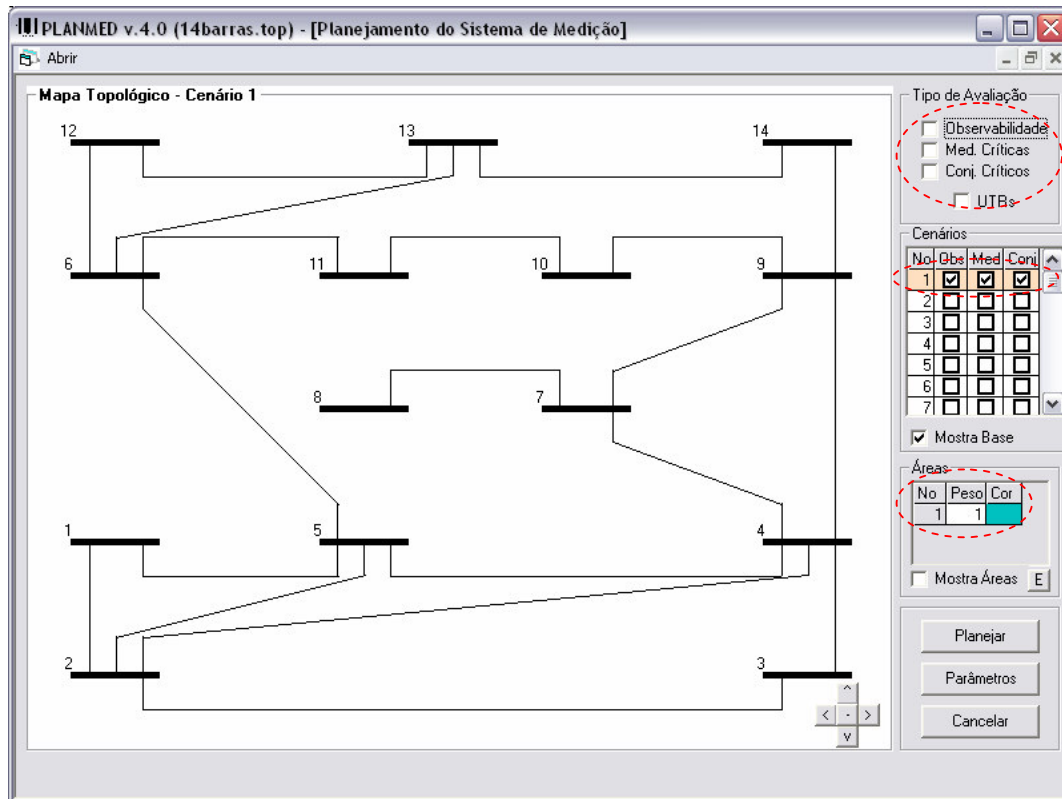 PLANMED v.4.0 (14barras.top) - [Planejamento do Sistema de Medição]
Abrir
Mapa Topológico - Cenário 1
12
13
14
6
11
10
9
8
7
1
5
4
2
3
^
< - >
v
Tipo de Avaliação
Observabilidade
Med. Críticas
Conj. Críticos
UTBs
Cenários
No Obs Med Conj
1
2
3
4
5
6
7
Mostra Base
Áreas
No Peso Cor
1 1
Mostra Áreas E
Planejar
Parâmetros
Cancelar